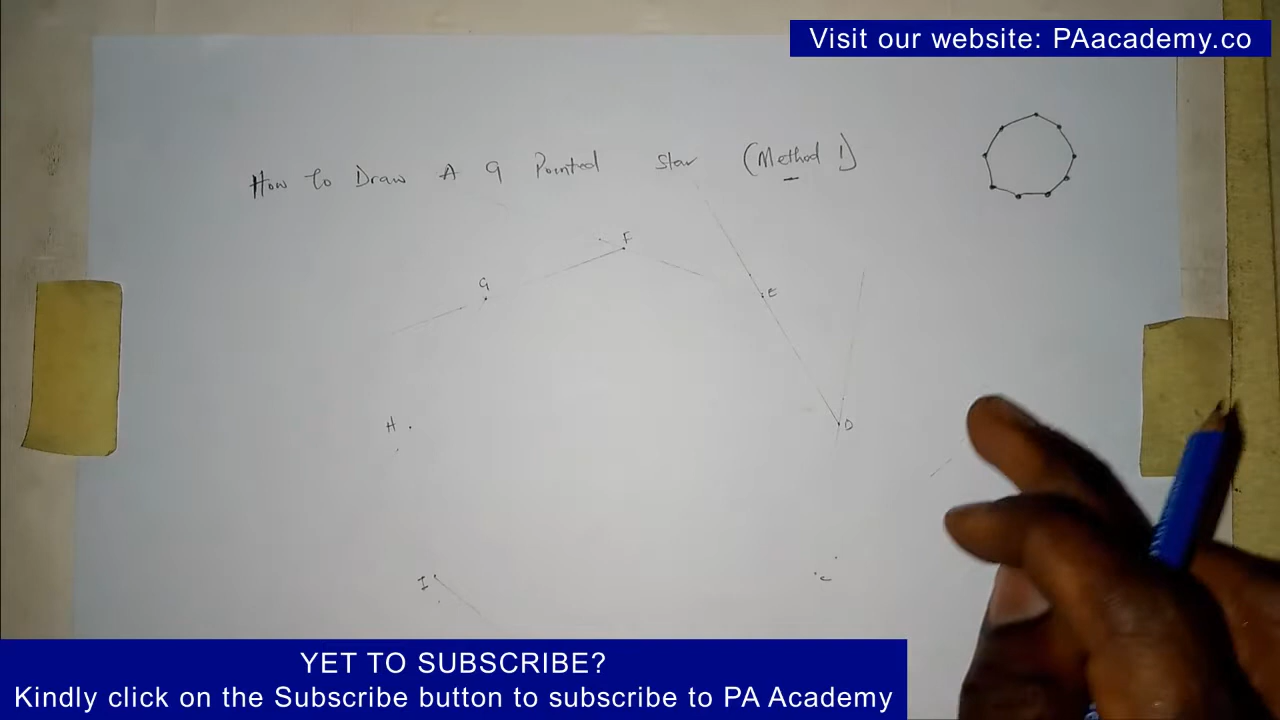 Visit our website: PAacademy.co
How To Draw A 9 Pointed Star (Method 1)
F
G
E
H
D
I
C
YET TO SUBSCRIBE?
Kindly click on the Subscribe button to subscribe to PA Academy